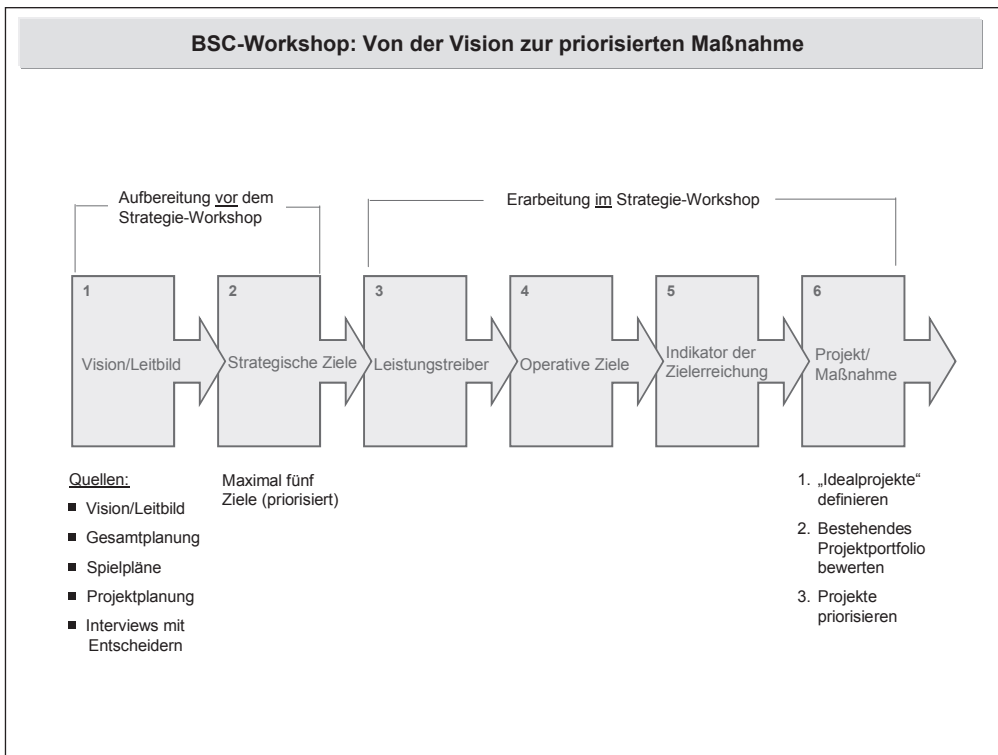 BSC-Workshop: Von der Vision zur priorisierten Maßnahme
Aufbereitung vor dem
Strategie-Workshop
Erarbeitung im Strategie-Workshop
1
Vision/Leitbild
2
Strategische Ziele
3
Leistungstreiber
4
Operative Ziele
5
Indikator der
Zielerreichung
6
Projekt/
Maßnahme
Quellen:
■ Vision/Leitbild
■ Gesamtplanung
■ Spielpläne
■ Projektplanung
■ Interviews mit
Entscheidern
Maximal fünf
Ziele (priorisiert)
1. „Idealprojekte“
definieren
2. Bestehendes
Projektportfolio
bewerten
3. Projekte
priorisieren